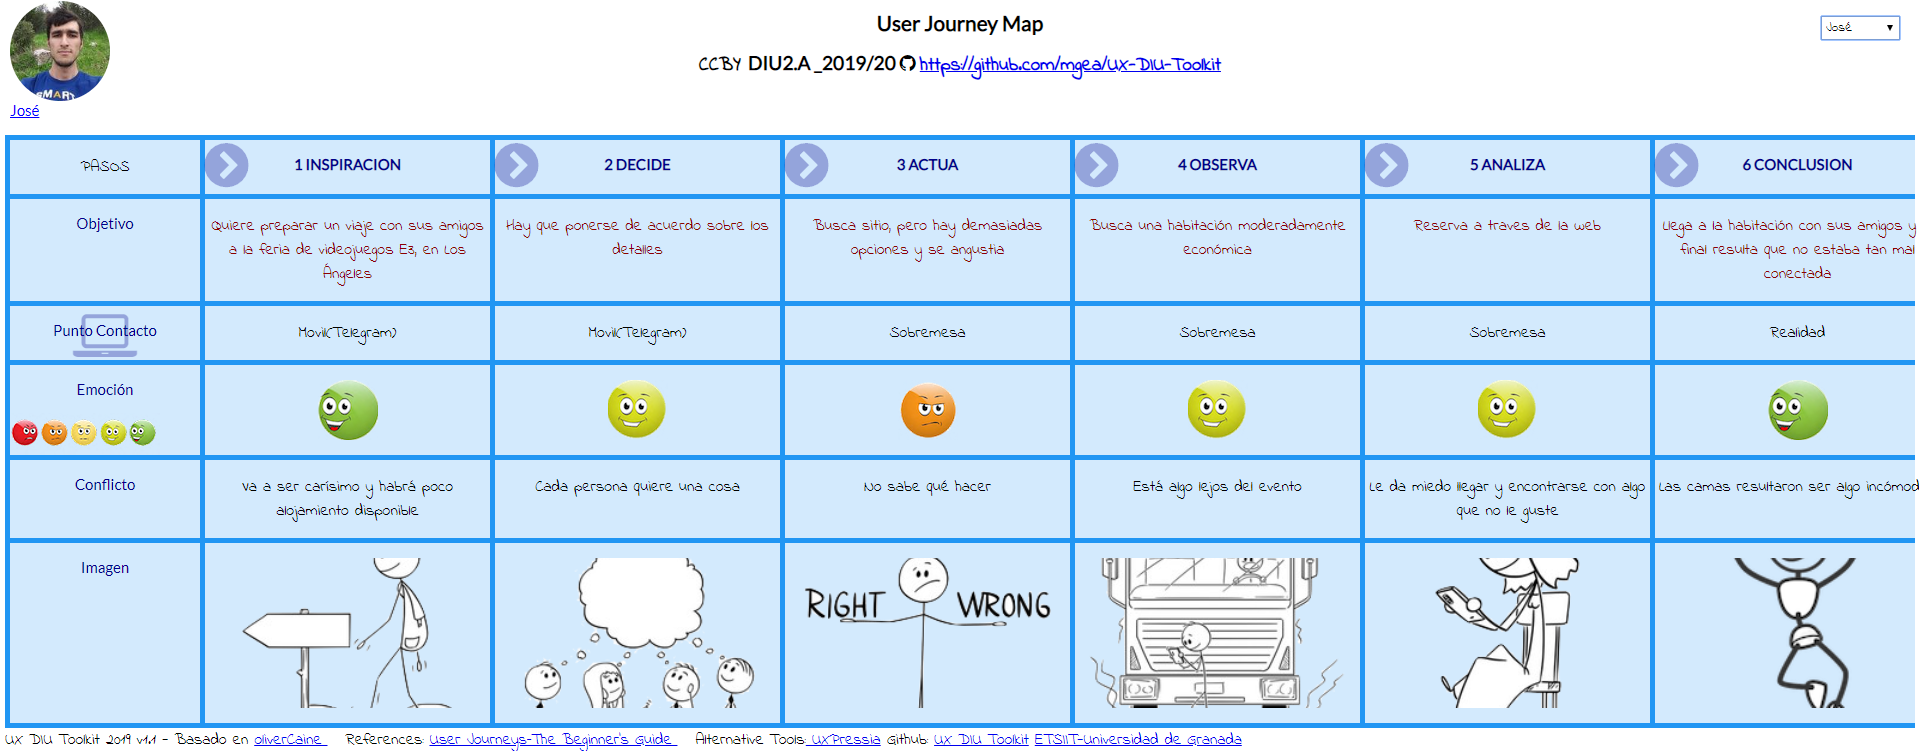 User Journey Map
José
CCBY DIU2.A_2019/20 https://github.com/mgea/UX-DIU-Toolkit
SMART
José
PASOS
1 INSPIRACION
2 DECIDE
3 ACTUA
4 OBSERVA
5 ANALIZA
6 CONCLUSION
Objetivo
Quiere preparar un viaje con sus amigos
a la feria de videojuegos E3, en Los
Ángeles
Hay que ponerse de acuerdo sobre los
detalles
Busca sitio, pero hay demasiadas
opciones y se angustia
Busca una habitación moderadamente
económica
Reserva a traves de la web
Llega a la habitación con sus amigos y
final resulta que no estaba tan mal
conectada
Punto Contacto
Movil(Telegram)
Movil(Telegram)
Sobremesa
Sobremesa
Sobremesa
Realidad
Emoción
Conflicto
Va a ser carísimo y habrá poco
alojamiento disponible
Cada persona quiere una cosa
No sabe qué hacer
Está algo lejos del evento
Le da miedo llegar y encontrarse con algo
que no le guste
Las camas resultaron ser algo incómod
Imagen
RIGHT WRONG
UX DIU Toolkit 2019 v1.1 - Basado en oliverCaine References: User Journeys-The Beginner's Guide Alternative Tools: UXPressia Github: UX DIU Toolkit ETSIIT-Universidad de Granada